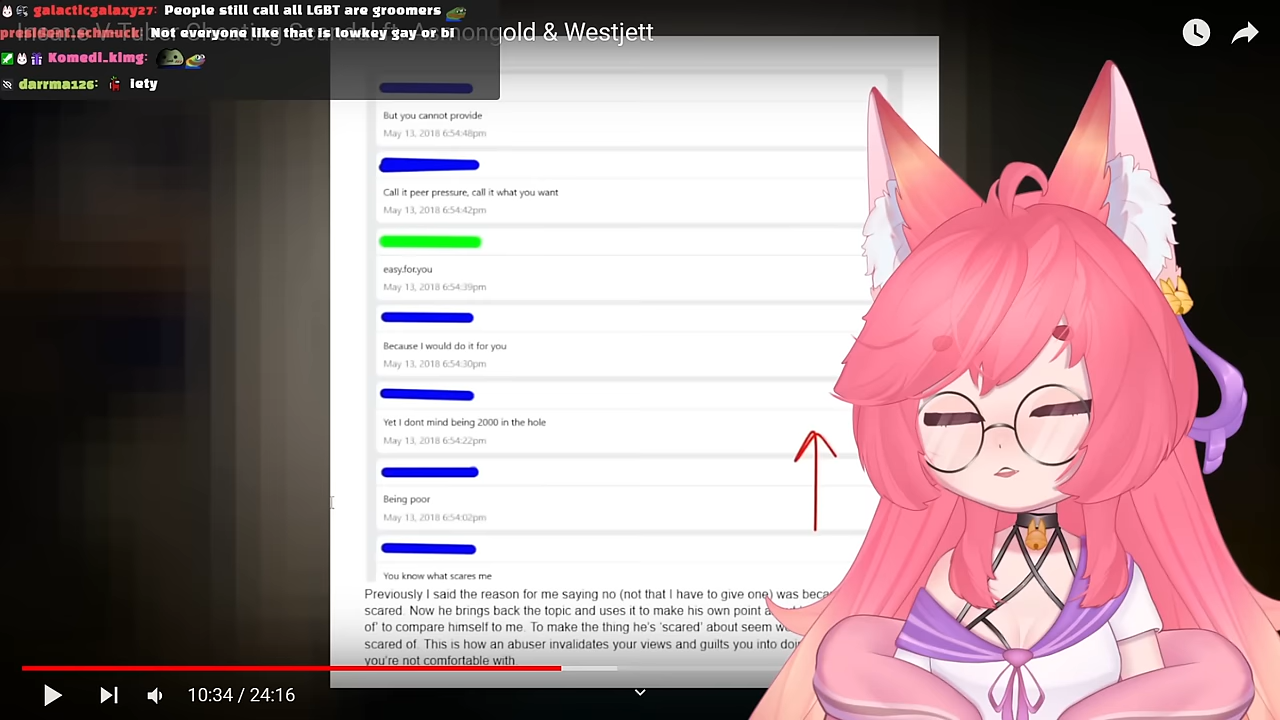 galacticgalaxy27: People still call all LGBT are groomers
president_schmuck: Not everyone like that is lowkey gay or bi
Insane V-Tuber Cheating Scandal ft. Asmongold & Westjett
Komedi_kimg:
darrma126: lety
But you cannot provide
May 13, 2018 6:54:48pm
Call it peer pressure, call it what you want
May 13, 2018 6:54:42pm
easy.for.you
May 13, 2018 6:54:39pm
Because I would do it for you
May 13, 2018 6:54:30pm
Yet I dont mind being 2000 in the hole
May 13, 2018 6:54:22pm
Being poor
May 13, 2018 6:54:02pm
You know what scares me
Previously I said the reason for me saying no (not that I have to give one) was
scared. Now he brings back the topic and uses it to make his own point
of' to compare himself to me. To make the thing he's 'scared' about seem
scared of. This is how an abuser invalidates your views and guilts you into
you're not comfortable with.
10:34 / 24:16